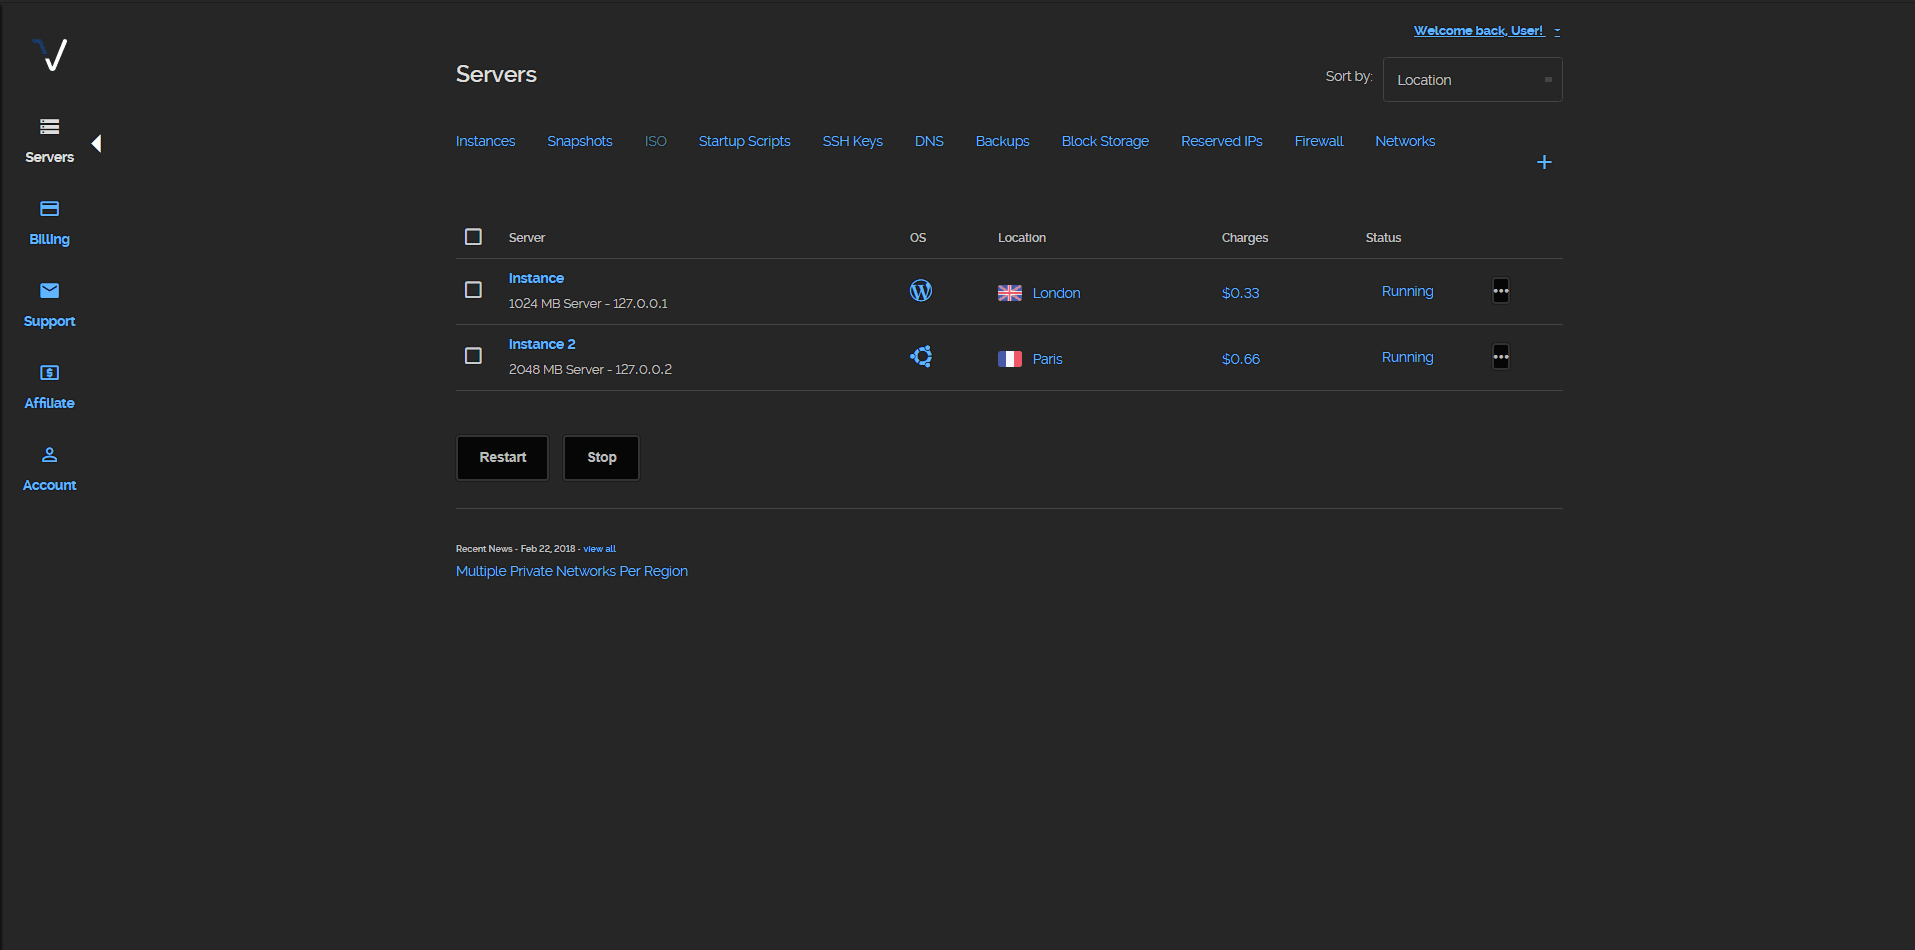 Welcome back, User!
Servers
Sort by: Location
Instances Snapshots ISO Startup Scripts SSH Keys DNS Backups Block Storage Reserved IPs Firewall Networks
+
Servers
Billing
Support
Affiliate
Account
Server OS Location Charges Status
Instance
1024 MB Server - 127.0.0.1
London $0.33 Running
Instance 2
2048 MB Server - 127.0.0.2
Paris $0.66 Running
Restart Stop
Recent News - Feb 22, 2018 - view all
Multiple Private Networks Per Region